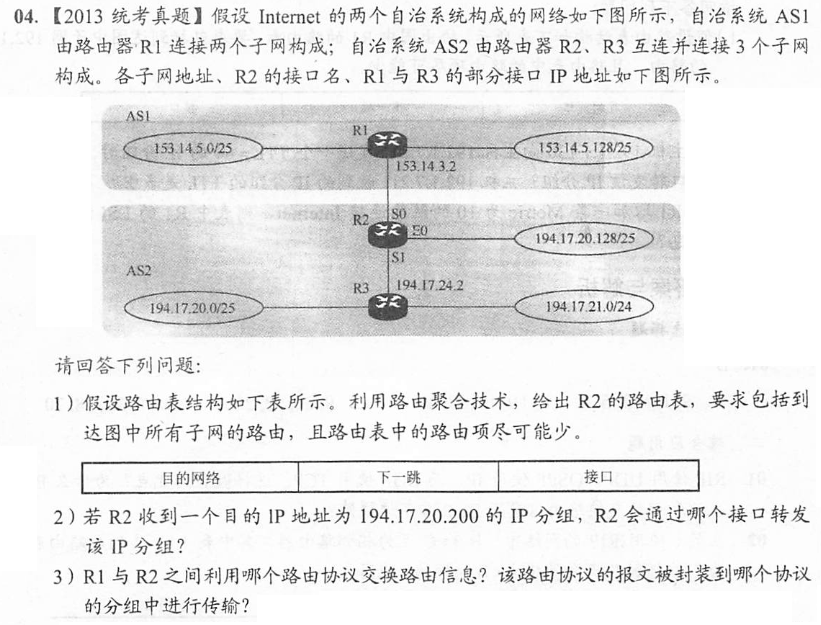 04.【2013 统考真题】假设 Internet 的两个自治系统构成的网络如下图所示，自治系统 AS1
由路由器 R1 连接两个子网构成；自治系统 AS2 由路由器 R2、R3 互连并连接 3 个子网
构成。各子网地址、R2 的接口名、R1 与 R3 的部分接口 IP 地址如下图所示。
AS1
R1
153.14.5.0/25
153.14.5.128/25
153.14.3.2
S0
R2
E0
194.17.20.128/25
S1
AS2
R3
194.17.24.2
194.17.20.0/25
194.17.21.0/24
请回答下列问题：
1）假设路由表结构如下表所示。利用路由聚合技术，给出 R2 的路由表，要求包括到
达图中所有子网的路由，且路由表中的路由项尽可能少。
目的网络 下一跳 接口
2）若 R2 收到一个目的 IP 地址为 194.17.20.200 的 IP 分组，R2 会通过哪个接口转发
该 IP 分组？
3）R1 与 R2 之间利用哪个路由协议交换路由信息？该路由协议的报文被封装到哪个协议
的分组中进行传输？